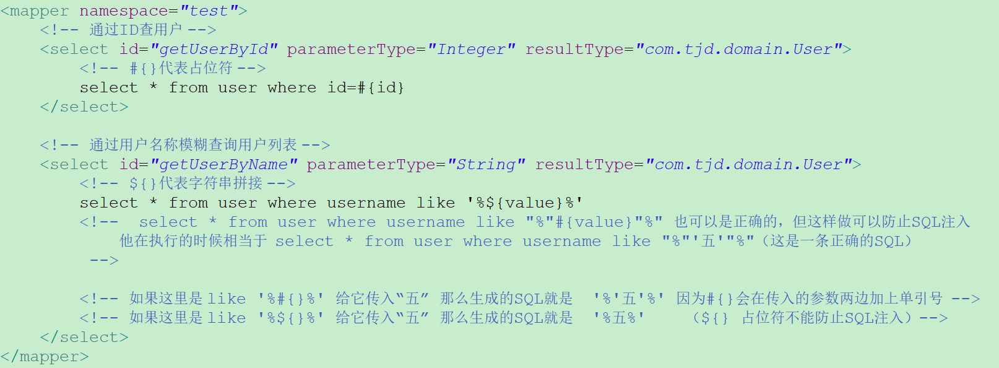 <mapper namespace="test">
<!-- 通过ID查用户 -->
<select id="getUserById" parameterType="Integer" resultType="com.tjd.domain.User">
<!-- #{}代表占位符 -->
select * from user where id=#{id}
</select>
<!-- 通过用户名称模糊查询用户列表 -->
<select id="getUserByName" parameterType="String" resultType="com.tjd.domain.User">
<!-- ${}代表字符串拼接 -->
select * from user where username like '%${value}%'
<!--  select * from user where username like "%"#{value}"%" 也可以是正确的，但这样做可以防止SQL注入
他在执行的时候相当于 select * from user where username like "%"'五'"%"（这是一条正确的SQL）
-->
<!-- 如果这里是 like '%#{}%' 给它传入“五” 那么生成的SQL就是  '%'五'%' 因为#{}会在传入的参数两边加上单引号 -->
<!-- 如果这里是 like '%${}%' 给它传入“五” 那么生成的SQL就是  '%五%'    （${} 占位符不能防止SQL注入）-->
</select>
</mapper>